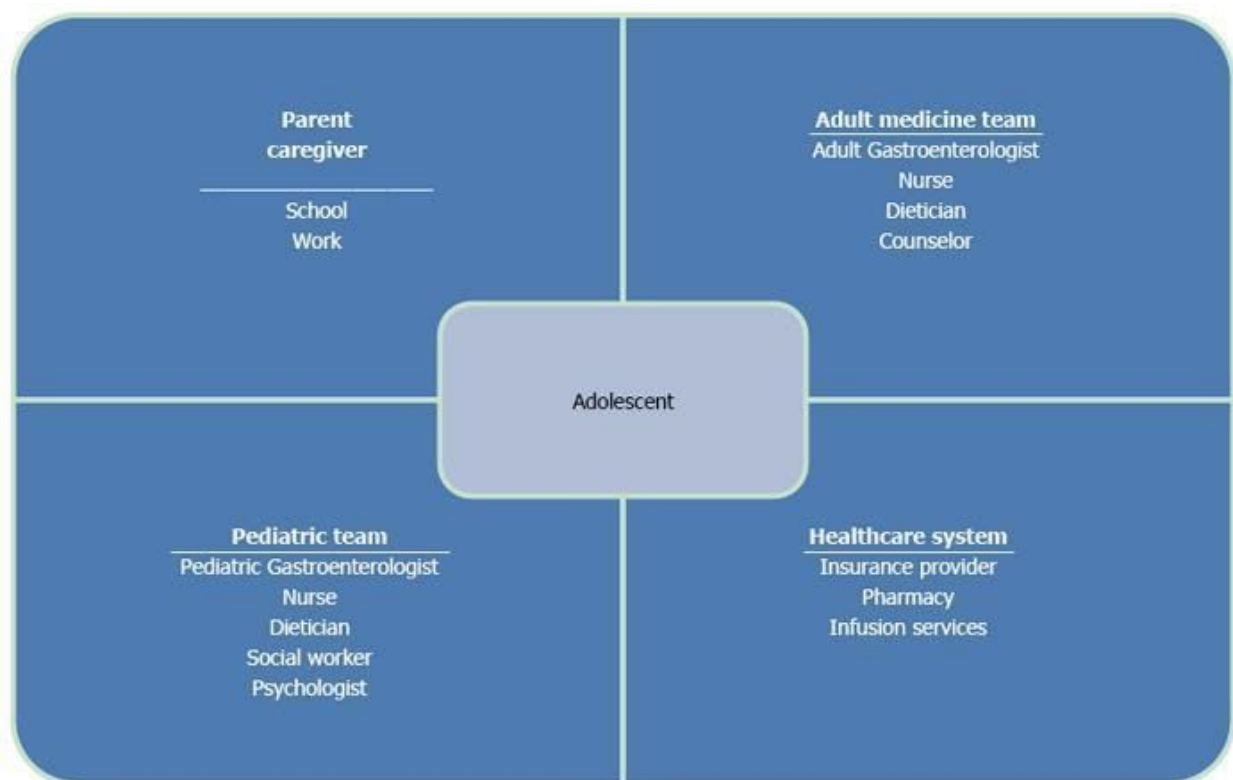 Parent
caregiver
School
Work
Adult medicine team
Adult Gastroenterologist
Nurse
Dietician
Counselor
Adolescent
Pediatric team
Pediatric Gastroenterologist
Nurse
Dietician
Social worker
Psychologist
Healthcare system
Insurance provider
Pharmacy
Infusion services